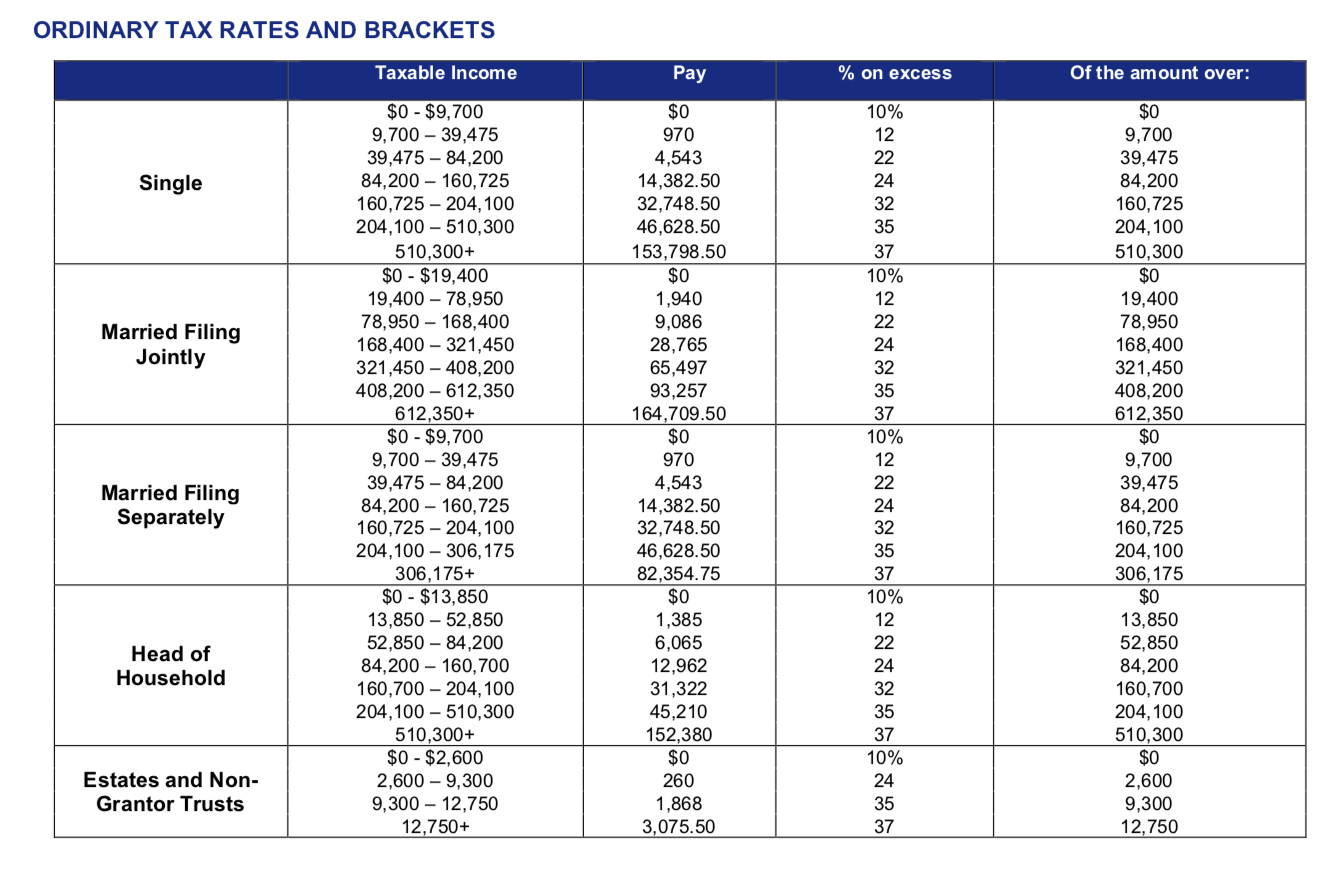 ORDINARY TAX RATES AND BRACKETS
Taxable Income Pay % on excess Of the amount over:
Single
$0 - $9,700 $0 10% $0
9,700 – 39,475 970 12 9,700
39,475 – 84,200 4,543 22 39,475
84,200 – 160,725 14,382.50 24 84,200
160,725 – 204,100 32,748.50 32 160,725
204,100 – 510,300 46,628.50 35 204,100
510,300+ 153,798.50 37 510,300
Married Filing
Jointly
$0 - $19,400 $0 10% $0
19,400 – 78,950 1,940 12 19,400
78,950 – 168,400 9,086 22 78,950
168,400 – 321,450 28,765 24 168,400
321,450 – 408,200 65,497 32 321,450
408,200 – 612,350 93,257 35 408,200
612,350+ 164,709.50 37 612,350
Married Filing
Separately
$0 - $9,700 $0 10% $0
9,700 – 39,475 970 12 9,700
39,475 – 84,200 4,543 22 39,475
84,200 – 160,725 14,382.50 24 84,200
160,725 – 204,100 32,748.50 32 160,725
204,100 – 306,175 46,628.50 35 204,100
306,175+ 82,354.75 37 306,175
Head of
Household
$0 - $13,850 $0 10% $0
13,850 – 52,850 1,385 12 13,850
52,850 – 84,200 6,065 22 52,850
84,200 – 160,700 12,962 24 84,200
160,700 – 204,100 31,322 32 160,700
204,100 – 510,300 45,210 35 204,100
510,300+ 152,380 37 510,300
Estates and Non-
Grantor Trusts
$0 - $2,600 $0 10% $0
2,600 – 9,300 260 24 2,600
9,300 – 12,750 1,868 35 9,300
12,750+ 3,075.50 37 12,750